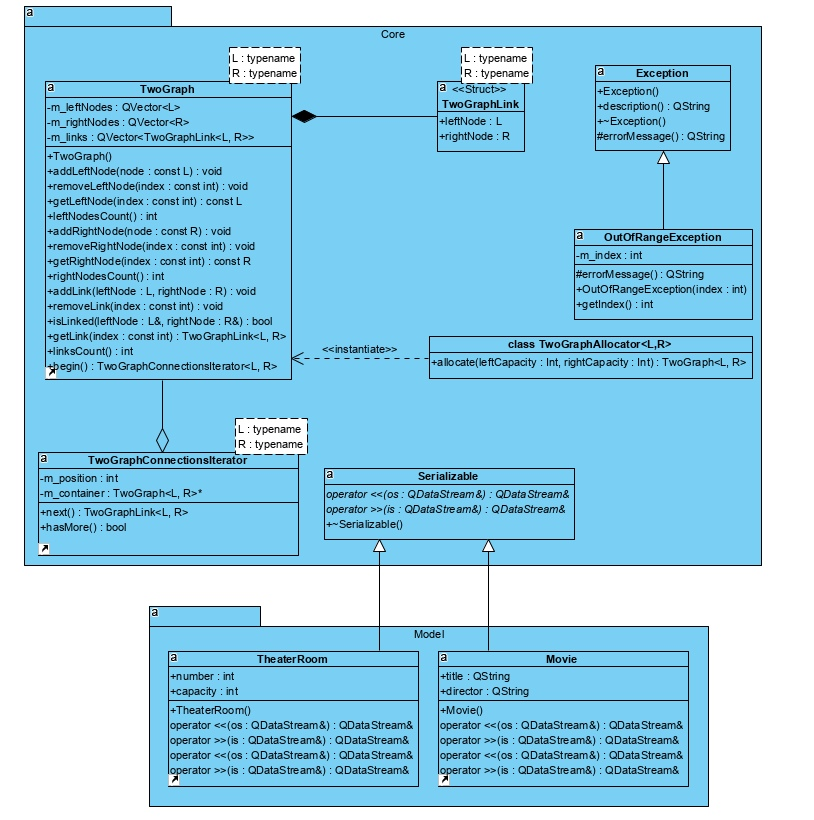 a
Core
L : typename
R : typename
a
TwoGraph
-m_leftNodes : QVector<L>
-m_rightNodes : QVector<R>
-m_links : QVector<TwoGraphLink<L, R>>
+TwoGraph()
+addLeftNode(node : const L) : void
+removeLeftNode(index : const int) : void
+getLeftNode(index : const int) : const L
+leftNodesCount() : int
+addRightNode(node : const R) : void
+removeRightNode(index : const int) : void
+getRightNode(index : const int) : const R
+rightNodesCount() : int
+addLink(leftNode : L, rightNode : R) : void
+removeLink(index : const int) : void
+isLinked(leftNode : L&, rightNode : R&) : bool
+getLink(index : const int) : TwoGraphLink<L, R>
+linksCount() : int
+begin() : TwoGraphConnectionsIterator<L, R>
L : typename
R : typename
a
<<Struct>>
TwoGraphLink
+leftNode : L
+rightNode : R
a
Exception
+Exception()
+description() : QString
+~Exception()
#errorMessage() : QString
a
OutOfRangeException
-m_index : int
#errorMessage() : QString
+OutOfRangeException(index : int)
+getIndex() : int
<<instantiate>>
class TwoGraphAllocator<L,R>
+allocate(leftCapacity : Int, rightCapacity : Int) : TwoGraph<L, R>
L : typename
R : typename
a
TwoGraphConnectionsIterator
-m_position : int
-m_container : TwoGraph<L, R>*
+next() : TwoGraphLink<L, R>
+hasMore() : bool
a
Serializable
operator <<(os : QDataStream&) : QDataStream&
operator >>(is : QDataStream&) : QDataStream&
+~Serializable()
a
Model
a
TheaterRoom
+number : int
+capacity : int
+TheaterRoom()
operator <<(os : QDataStream&) : QDataStream&
operator >>(is : QDataStream&) : QDataStream&
operator <<(os : QDataStream&) : QDataStream&
operator >>(is : QDataStream&) : QDataStream&
a
Movie
+title : QString
+director : QString
+Movie()
operator <<(os : QDataStream&) : QDataStream&
operator >>(is : QDataStream&) : QDataStream&
operator <<(os : QDataStream&) : QDataStream&
operator >>(is : QDataStream&) : QDataStream&